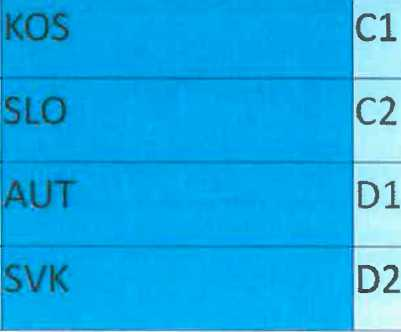 KOS C1
SLO C2
AUT D1
SVK D2